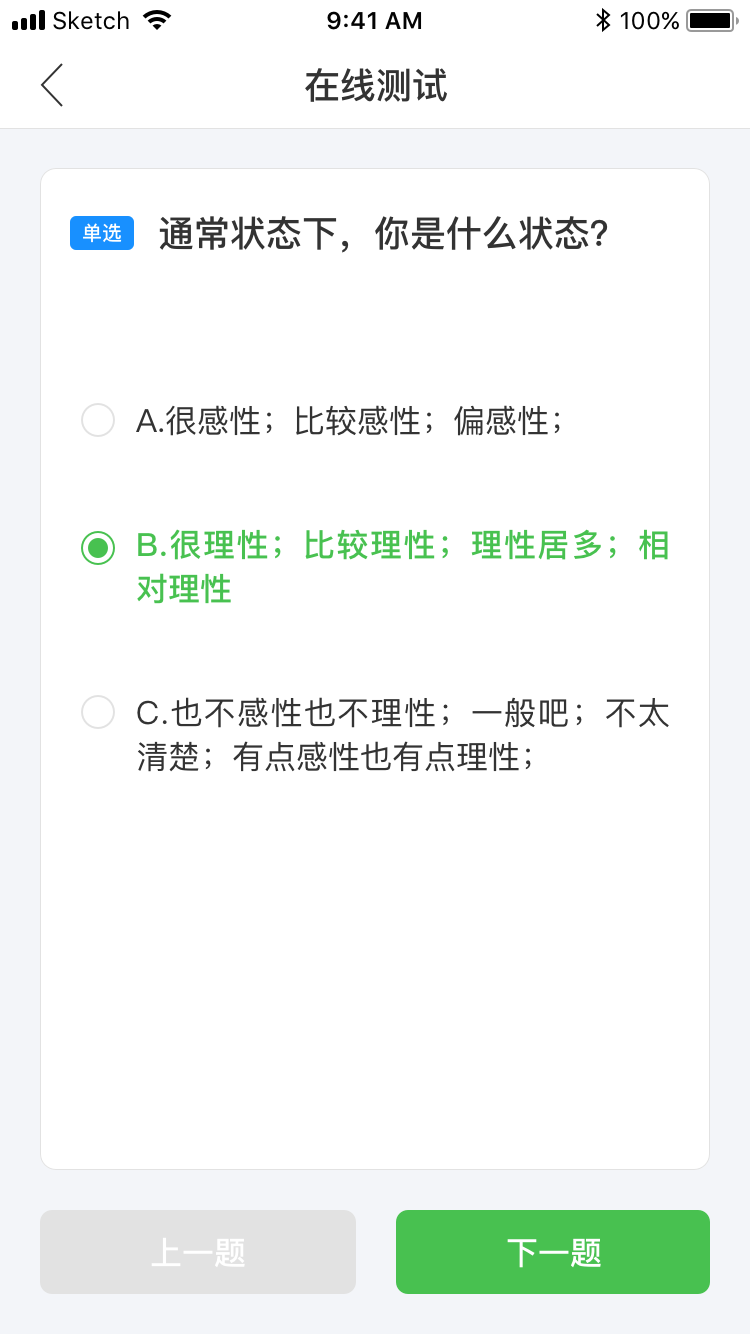 Sketch 9:41 AM 100%
在线测试
单选 通常状态下，你是什么状态?
A.很感性；比较感性；偏感性；
B.很理性；比较理性；理性居多；相
对理性
C.也不感性也不理性；一般吧；不太
清楚；有点感性也有点理性；
上一题 下一题